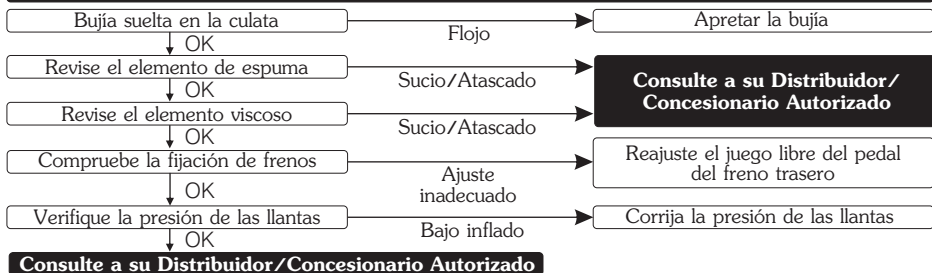 Bujía suelta en la culata
Flojo
Apretar la bujía
OK
Revise el elemento de espuma
Sucio/Atascado
Consulte a su Distribuidor/
Concesionario Autorizado
OK
Revise el elemento viscoso
Sucio/Atascado
OK
Compruebe la fijación de frenos
Ajuste
inadecuado
Reajuste el juego libre del pedal
del freno trasero
OK
Verifique la presión de las llantas
Bajo inflado
Corrija la presión de las llantas
OK
Consulte a su Distribuidor/Concesionario Autorizado